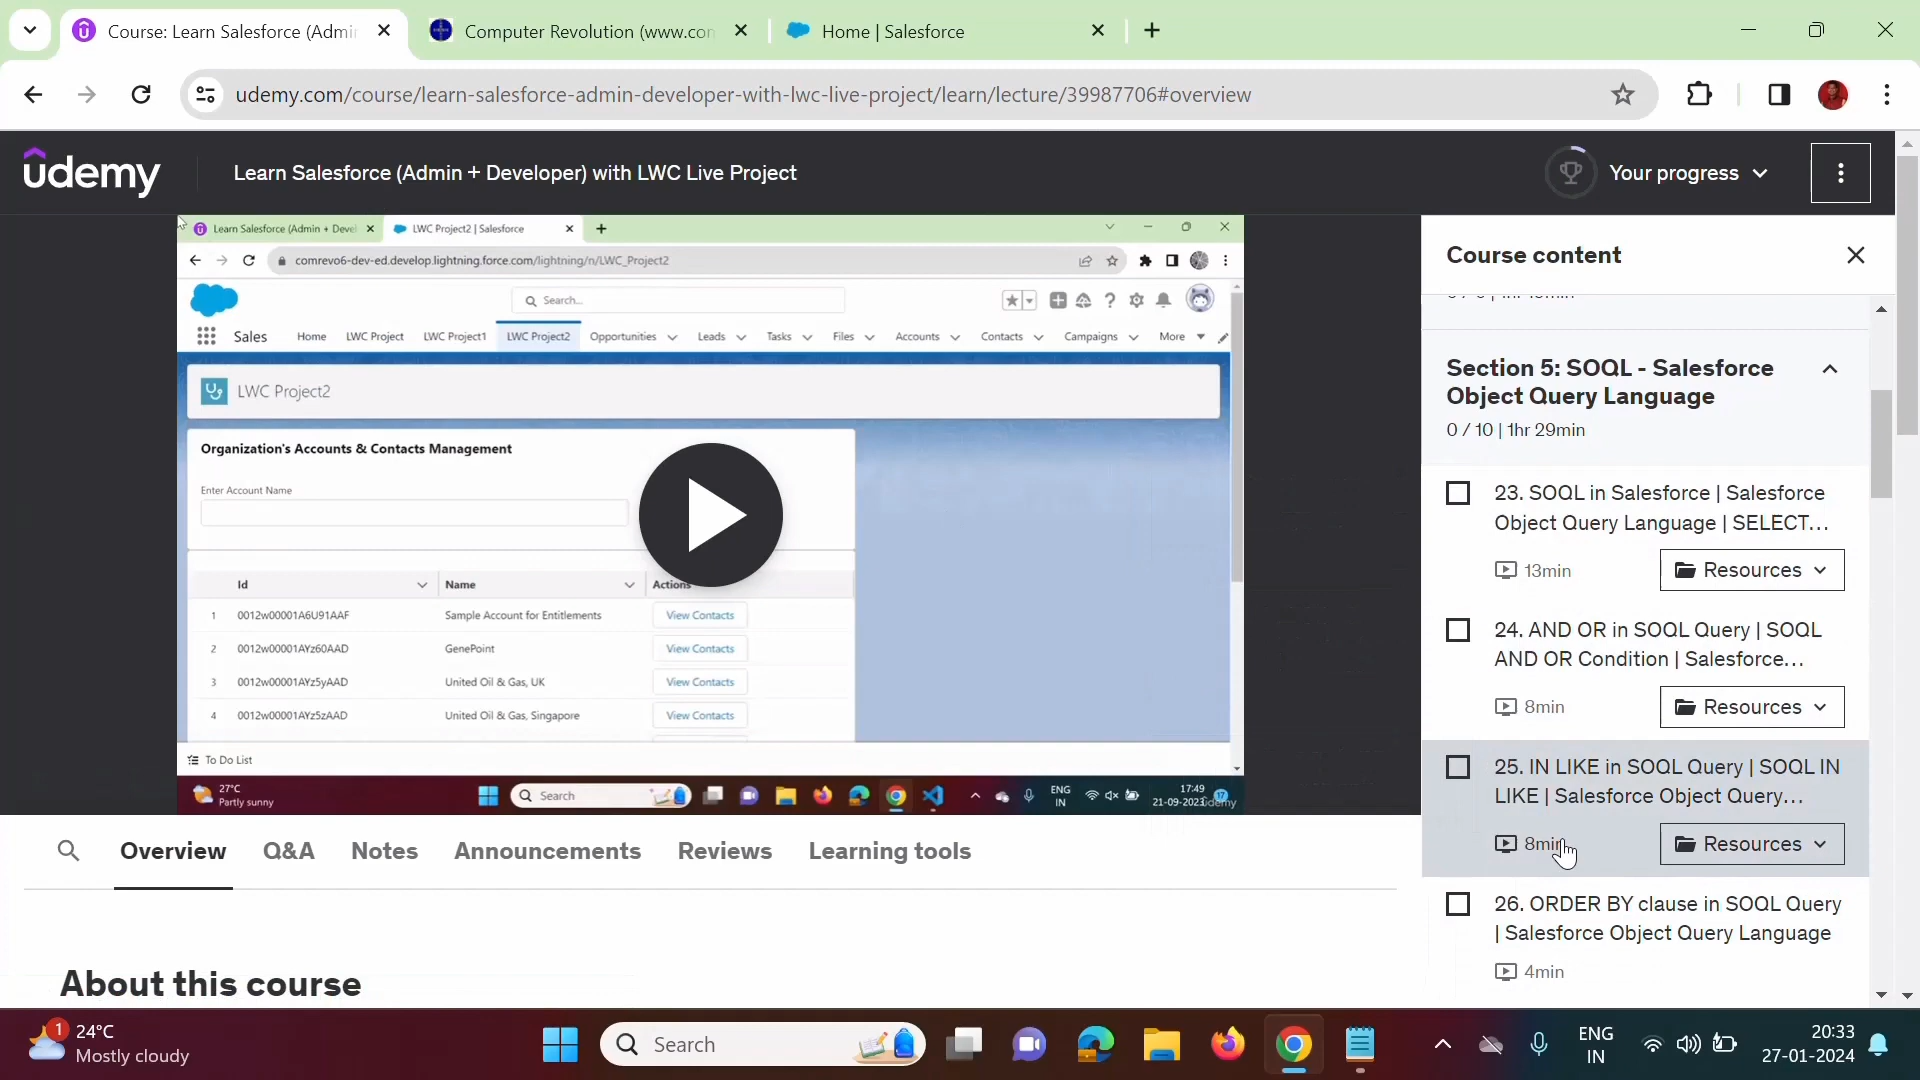 Course: Learn Salesforce (Admi
Computer Revolution (www.con
Home | Salesforce
udemy.com/course/learn-salesforce-admin-developer-with-lwc-live-project/learn/lecture/39987706#overview
udemy
Learn Salesforce (Admin + Developer) with LWC Live Project
Your progress
Learn Salesforce (Admin + Devel
LWC Project2 | Salesforce
comrevo6-dev-ed.develop.lightning.force.com/lightning/n/LWC_Project2
Search...
Sales
Home
LWC Project
LWC Project1
LWC Project2
Opportunities
Leads
Tasks
Files
Accounts
Contacts
Campaigns
More
LWC Project2
Organization's Accounts & Contacts Management
Enter Account Name
Id
Name
Actions
1 0012w00001A6U91AAF Sample Account for Entitlements View Contacts
2 0012w00001AYz60AAD GenePoint View Contacts
3 0012w00001AYz5yAAD United Oil & Gas, UK View Contacts
4 0012w00001AYz5zAAD United Oil & Gas, Singapore View Contacts
To Do List
27°C
Partly sunny
Search
ENG
IN
17:49
21-09-2023
17
Course content
Section 5: SOQL - Salesforce
Object Query Language
0 / 10 | 1hr 29min
23. SOQL in Salesforce | Salesforce
Object Query Language | SELECT...
13min
Resources
24. AND OR in SOQL Query | SOQL
AND OR Condition | Salesforce...
8min
Resources
25. IN LIKE in SOQL Query | SOQL IN
LIKE | Salesforce Object Query...
8min
Resources
26. ORDER BY clause in SOQL Query
| Salesforce Object Query Language
4min
Overview
Q&A
Notes
Announcements
Reviews
Learning tools
About this course
1
24°C
Mostly cloudy
Search
ENG
IN
20:33
27-01-2024